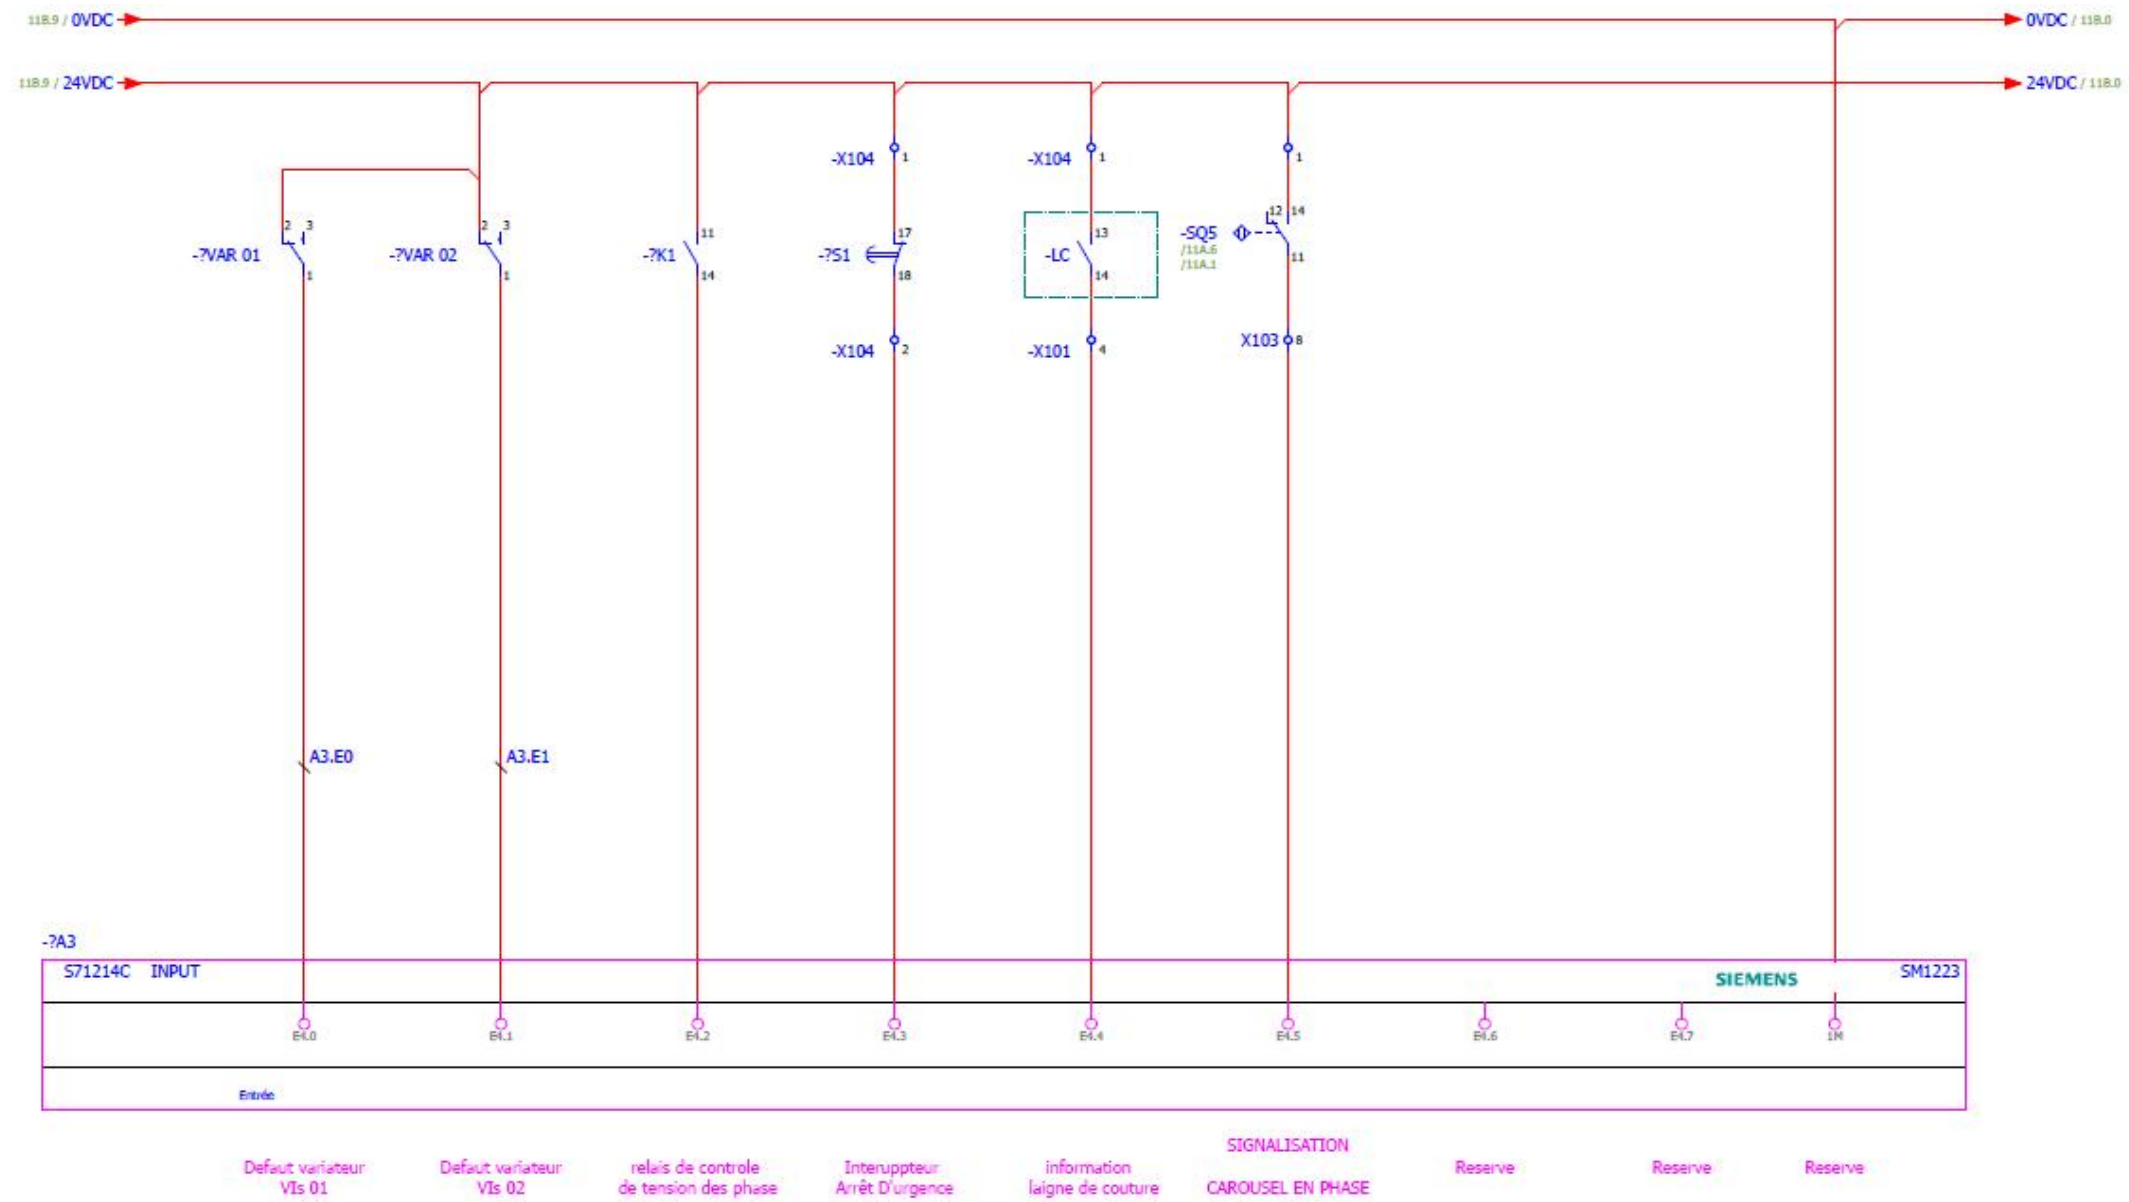 11B.9 / 0VDC
0VDC / 11B.0
11B.9 / 24VDC
24VDC / 11B.0
-X104 1
-X104 1
1
2 3
-?VAR 01
1
2 3
-?VAR 02
1
11
-?K1
14
17
-?S1
18
13
-LC
14
12 14
-SQ5
/11A.6
/11A.1
11
-X104 2
-X101 4
X103 8
A3.E0
A3.E1
-?A3
S71214C INPUT
SIEMENS
SM1223
E4.0
E4.1
E4.2
E4.3
E4.4
E4.5
E4.6
E4.7
1M
Entrée
Defaut variateur
VIs 01
Defaut variateur
VIs 02
relais de controle
de tension des phase
Interuppteur
Arrêt D'urgence
information
laigne de couture
SIGNALISATION
CAROUSEL EN PHASE
Reserve
Reserve
Reserve